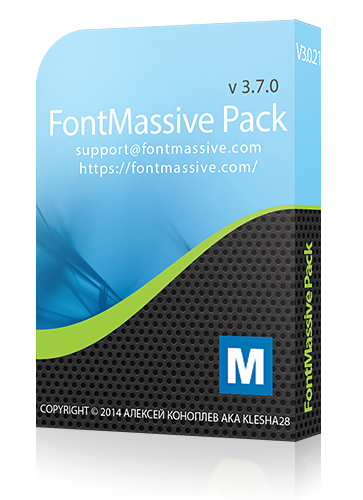 v 3.7.0
FontMassive Pack
support@fontmassive.com
https://fontmassive.com/
M
COPYRIGHT © 2014 АЛЕКСЕЙ КОНОПЛЕВ AKA KLESHA28
V3.0.21
FontMassive Pack